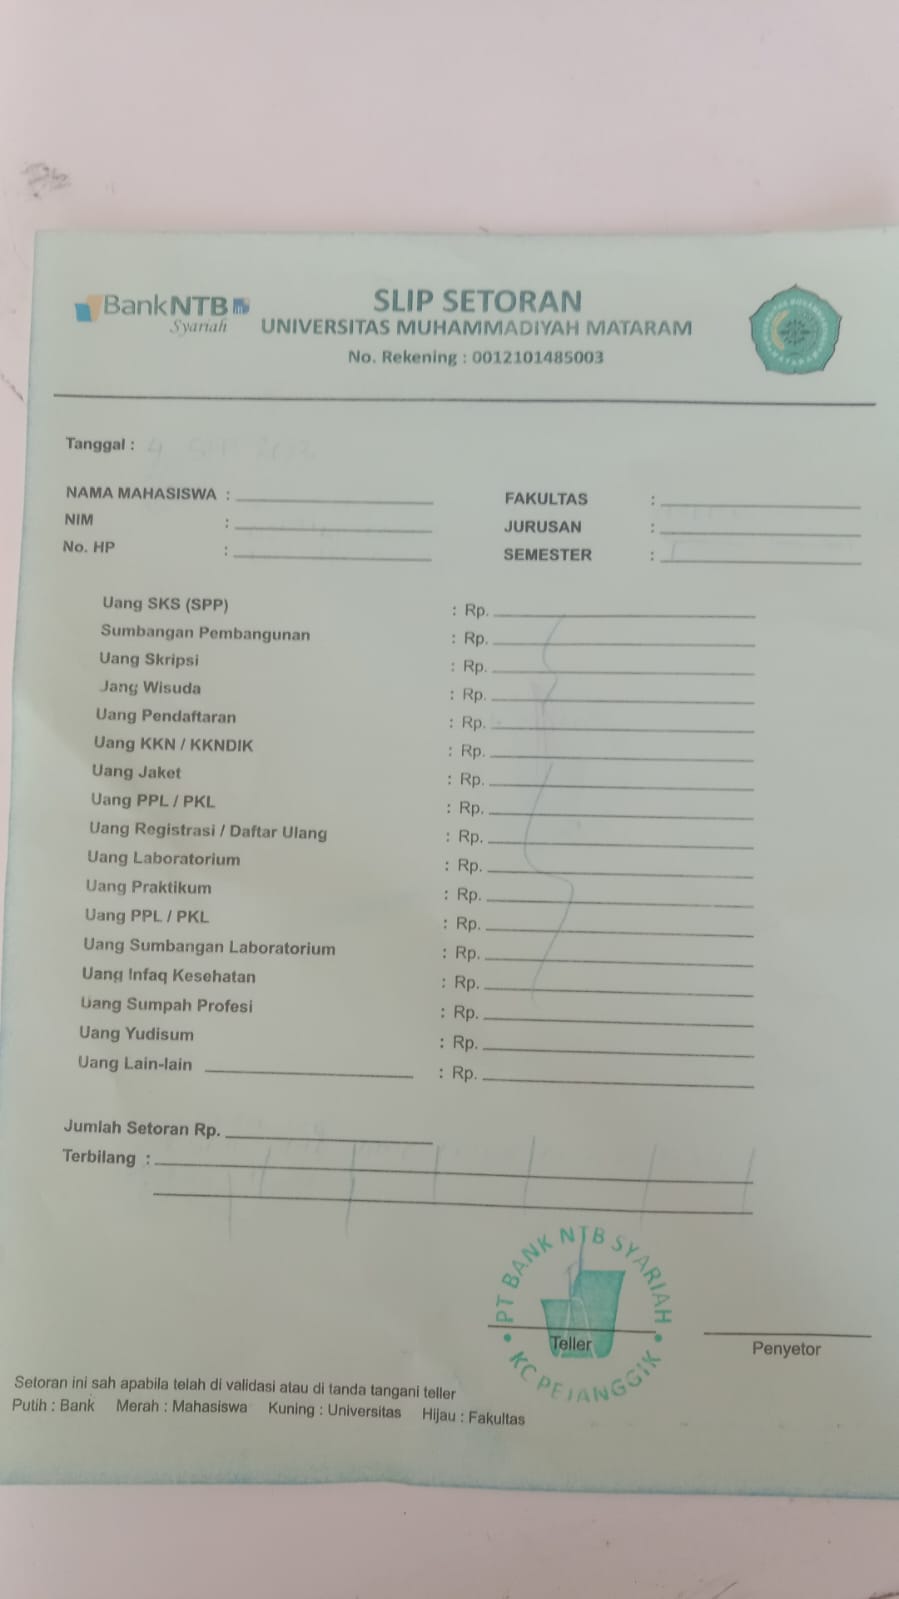 BankNTB
Syariah
SLIP SETORAN
UNIVERSITAS MUHAMMADIYAH MATARAM
No. Rekening : 0012101485003
Tanggal :
NAMA MAHASISWA :
NIM :
No. HP :
FAKULTAS :
JURUSAN :
SEMESTER :
Uang SKS (SPP) : Rp.
Sumbangan Pembangunan : Rp.
Uang Skripsi : Rp.
Jang Wisuda : Rp.
Uang Pendaftaran : Rp.
Uang KKN / KKNDIK : Rp.
Uang Jaket : Rp.
Uang PPL / PKL : Rp.
Uang Registrasi / Daftar Ulang : Rp.
Uang Laboratorium : Rp.
Uang Praktikum : Rp.
Uang PPL / PKL : Rp.
Uang Sumbangan Laboratorium : Rp.
Uang Infaq Kesehatan : Rp.
Uang Sumpah Profesi : Rp.
Uang Yudisum : Rp.
Uang Lain-lain : Rp.
Jumlah Setoran Rp.
Terbilang :
PT BANK NTB SYARIAH
KC PEJANGGIK
Teller
Penyetor
Setoran ini sah apabila telah di validasi atau di tanda tangani teller
Putih : Bank Merah : Mahasiswa Kuning : Universitas Hijau : Fakultas